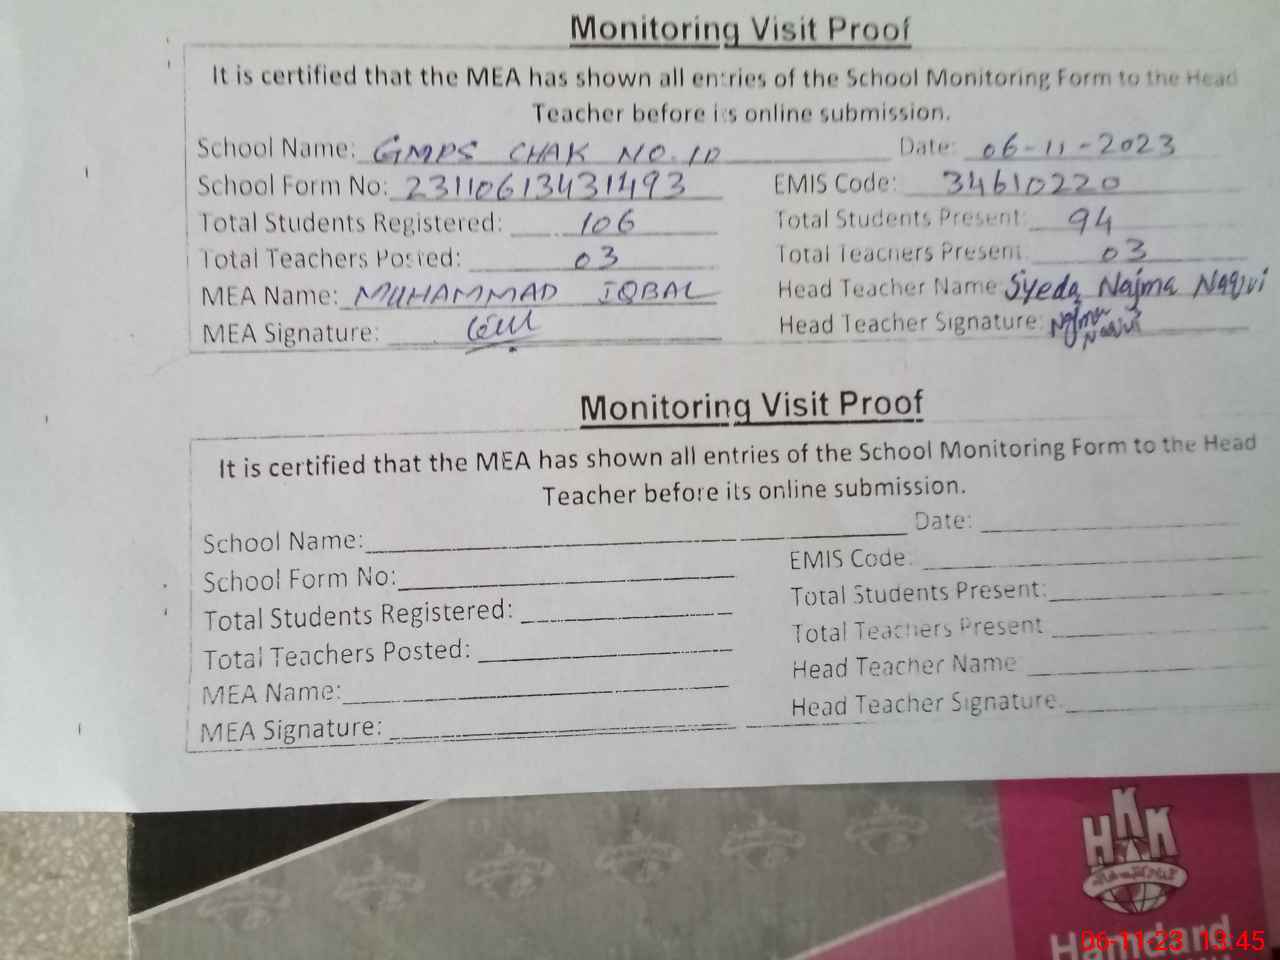 Monitoring Visit Proof
It is certified that the MEA has shown all entries of the School Monitoring Form to the Head
Teacher before its online submission.
School Name: GMPS CHAK NO. 10 Date: 06-11-2023
School Form No: 23110613431493 EMIS Code: 34610220
Total Students Registered: 106 Total Students Present: 94
Total Teachers Posted: 03 Total Teachers Present 03
MEA Name: MUHAMMAD IQBAL Head Teacher Name: Syeda Najma Naqvi
MEA Signature: Head Teacher Signature: Najma Naqvi
Monitoring Visit Proof
It is certified that the MEA has shown all entries of the School Monitoring Form to the Head
Teacher before its online submission.
School Name: Date:
School Form No: EMIS Code:
Total Students Registered: Total Students Present:
Total Teachers Posted: Total Teachers Present
MEA Name: Head Teacher Name
MEA Signature: Head Teacher Signature.
HKK
Hamdard
06-11-23 13:45